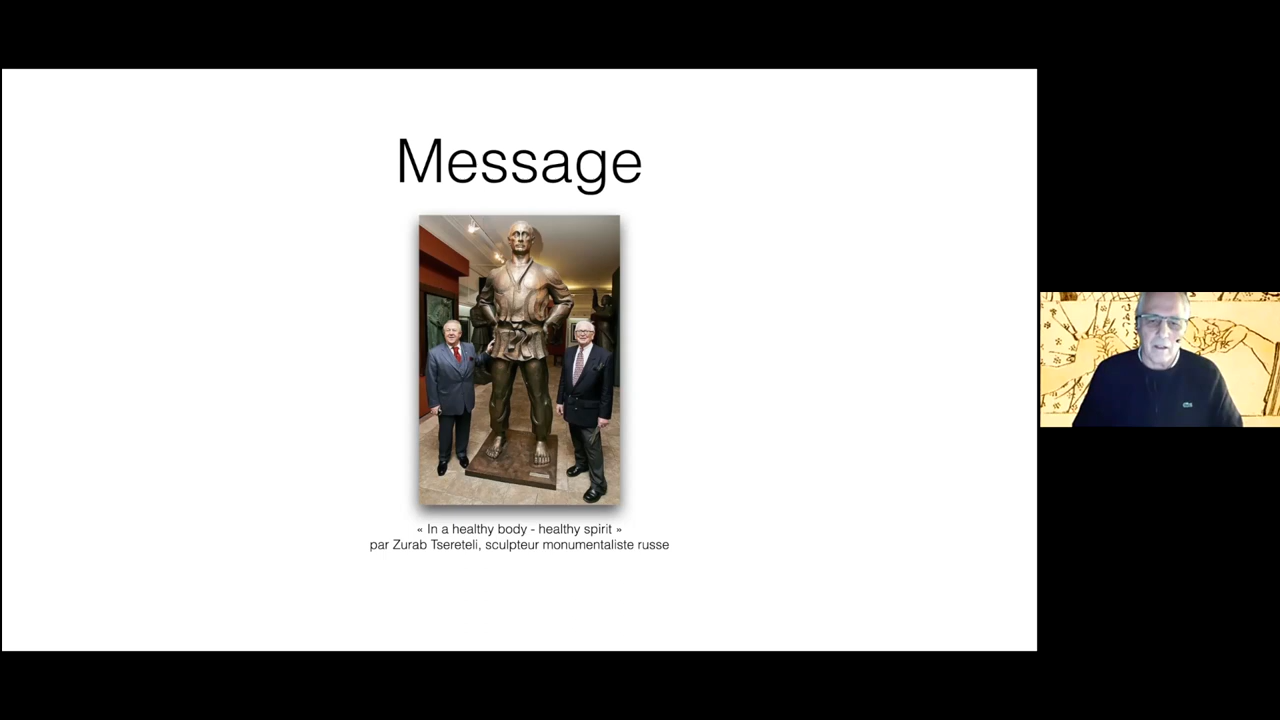 Message
« In a healthy body - healthy spirit »
par Zurab Tsereteli, sculpteur monumentaliste russe